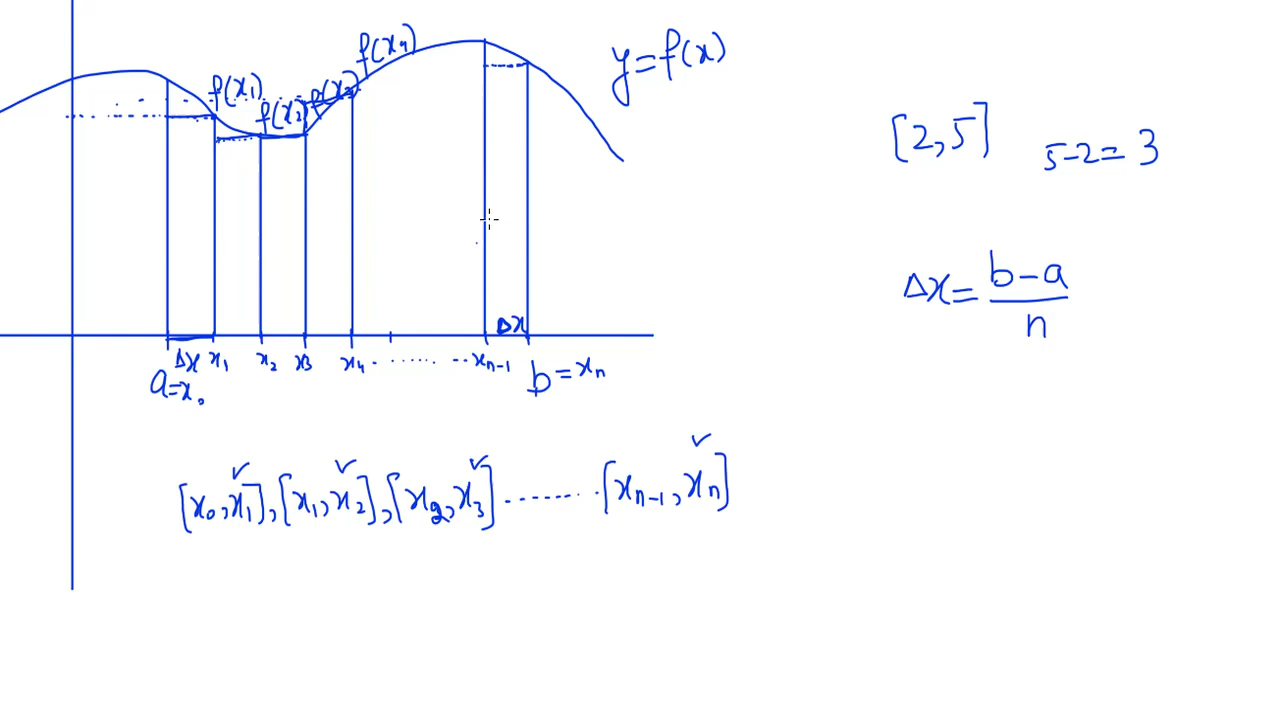 f(x₄)
y=f(x)
f(x₁)
f(x₂)
f(x₃)
[2,5] 5-2=3
Δx= b-a / n
Δx x₁ x₂ x3 x₄ . ...... .. xₙ₋₁ Δx
a=x₀ b=xₙ
[x₀,x₁],[x₁,x₂],[x₂,x₃] ........ [xₙ₋₁,xₙ]